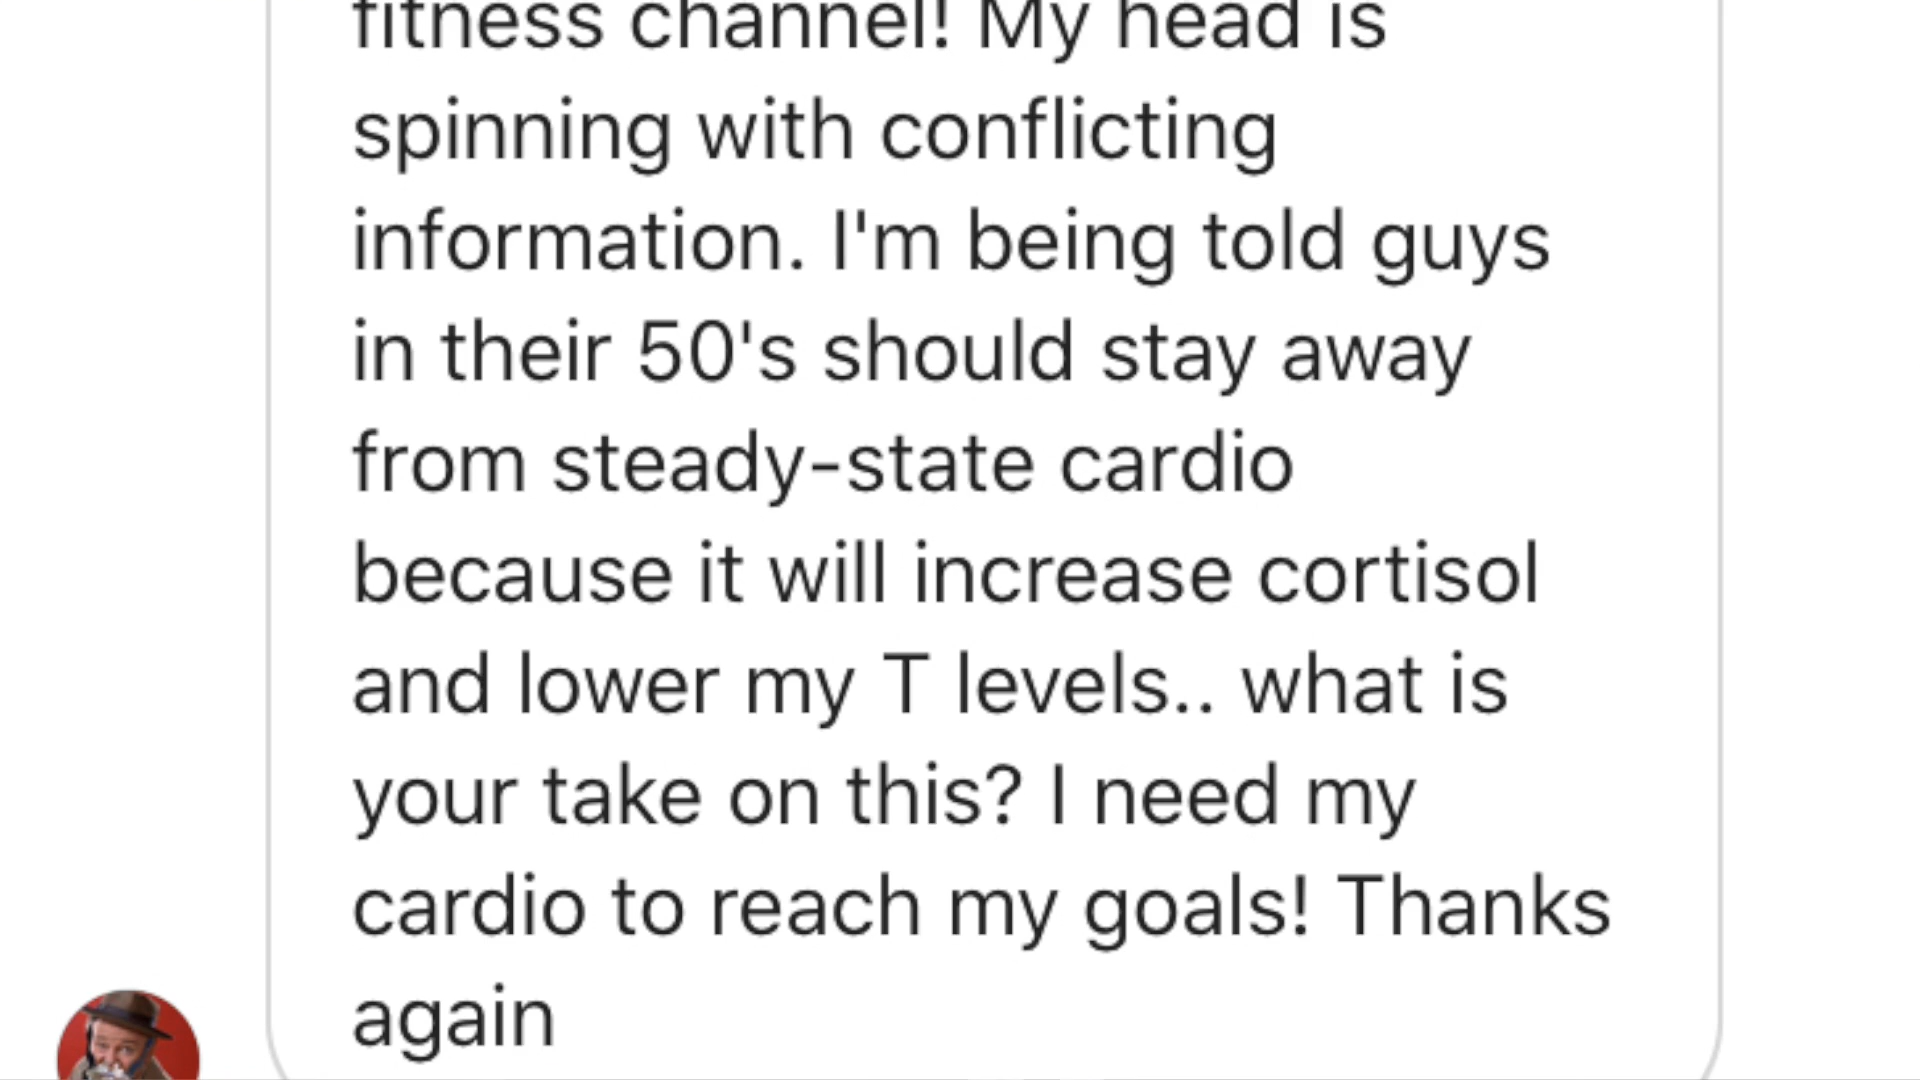 fitness channel! My head is
spinning with conflicting
information. I'm being told guys
in their 50's should stay away
from steady-state cardio
because it will increase cortisol
and lower my T levels.. what is
your take on this? I need my
cardio to reach my goals! Thanks
again